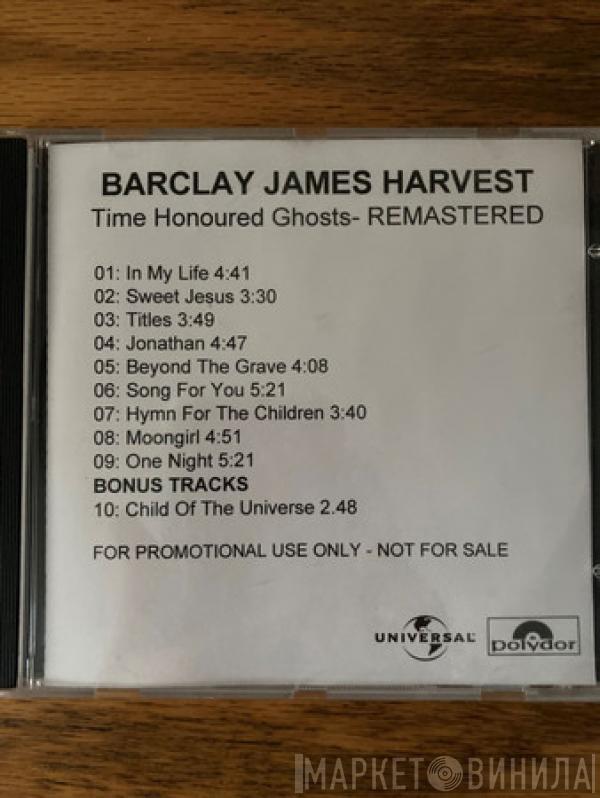 BARCLAY JAMES HARVEST
Time Honoured Ghosts- REMASTERED
01: In My Life 4:41
02: Sweet Jesus 3:30
03: Titles 3:49
04: Jonathan 4:47
05: Beyond The Grave 4:08
06: Song For You 5:21
07: Hymn For The Children 3:40
08: Moongirl 4:51
09: One Night 5:21
BONUS TRACKS
10: Child Of The Universe 2.48
FOR PROMOTIONAL USE ONLY - NOT FOR SALE
UNIVERSAL
polydor
МАРКЕТ ВИНИЛА